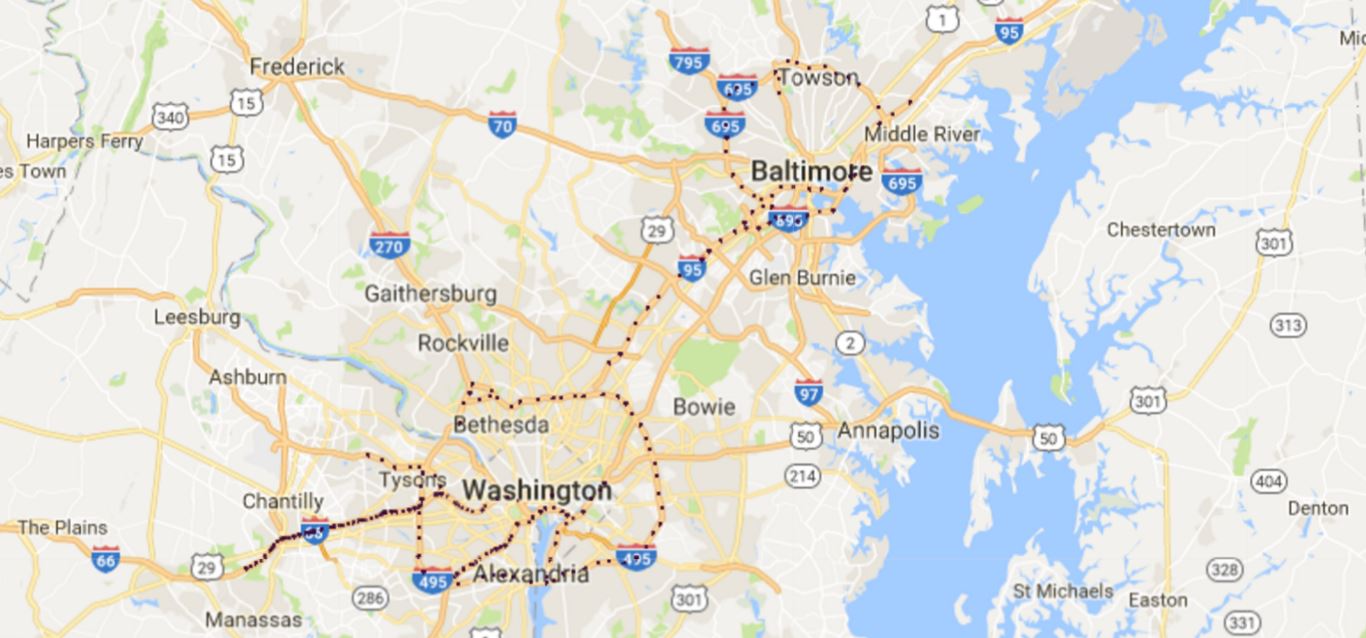 1
95
Mic
795
Frederick
Towson
695
15
340
695
70
Middle River
Harpers Ferry
15
es Town
Baltimore
695
895
29
Chestertown
301
270
95
Glen Burnie
Gaithersburg
Leesburg
313
Rockville
2
Ashburn
97
301
Bowie
Bethesda
50
Annapolis
50
214
Tysons
404
Washington
Chantilly
Denton
The Plains
66
66
495
29
Alexandria
495
328
St Michaels
286
301
Easton
Manassas
331